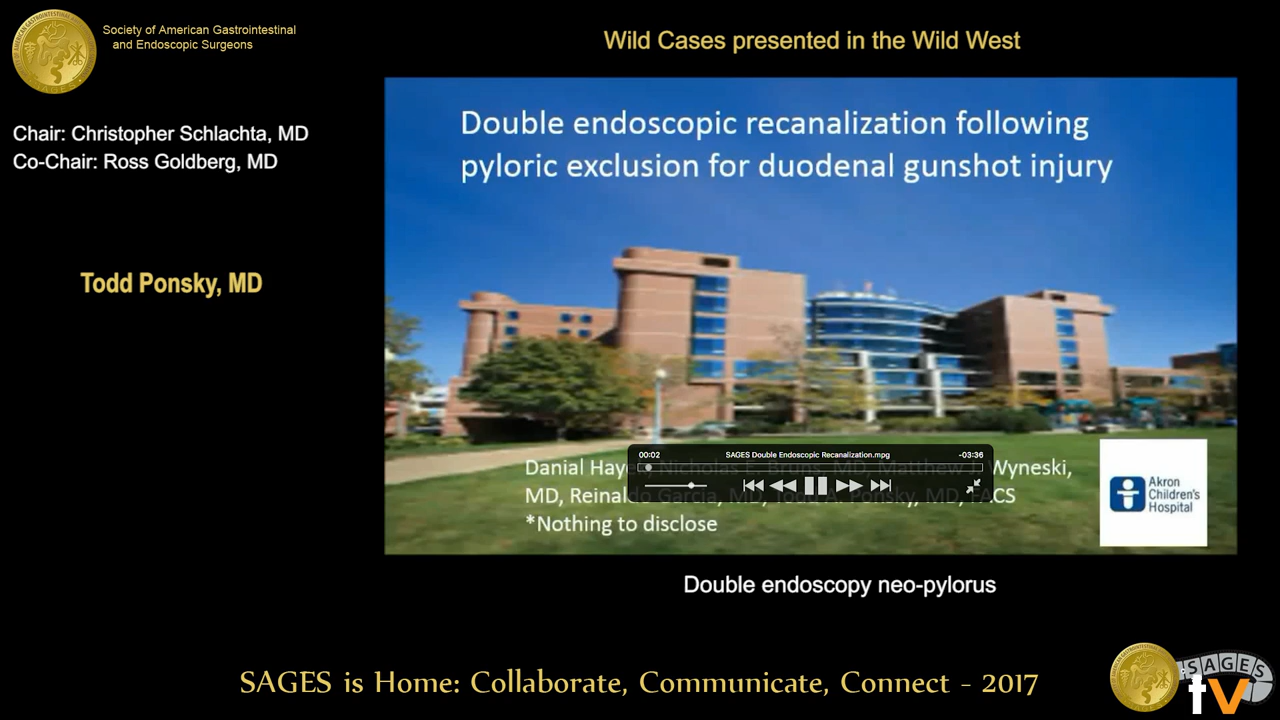 Society of American Gastrointestinal
and Endoscopic Surgeons
Wild Cases presented in the Wild West
Chair: Christopher Schlachta, MD
Co-Chair: Ross Goldberg, MD
Todd Ponsky, MD
Double endoscopic recanalization following
pyloric exclusion for duodenal gunshot injury
00:02 SAGES Double Endoscopic Recanalization.mpg -03:36
Danial Haye Nicholas E. Bruns, MD, Matthew J. Wyneski,
MD, Reinaldo Garcia, MD, Todd A. Ponsky, MD, FACS
*Nothing to disclose
Akron
Children's
Hospital
Double endoscopy neo-pylorus
SAGES is Home: Collaborate, Communicate, Connect - 2017
SAGES
tv